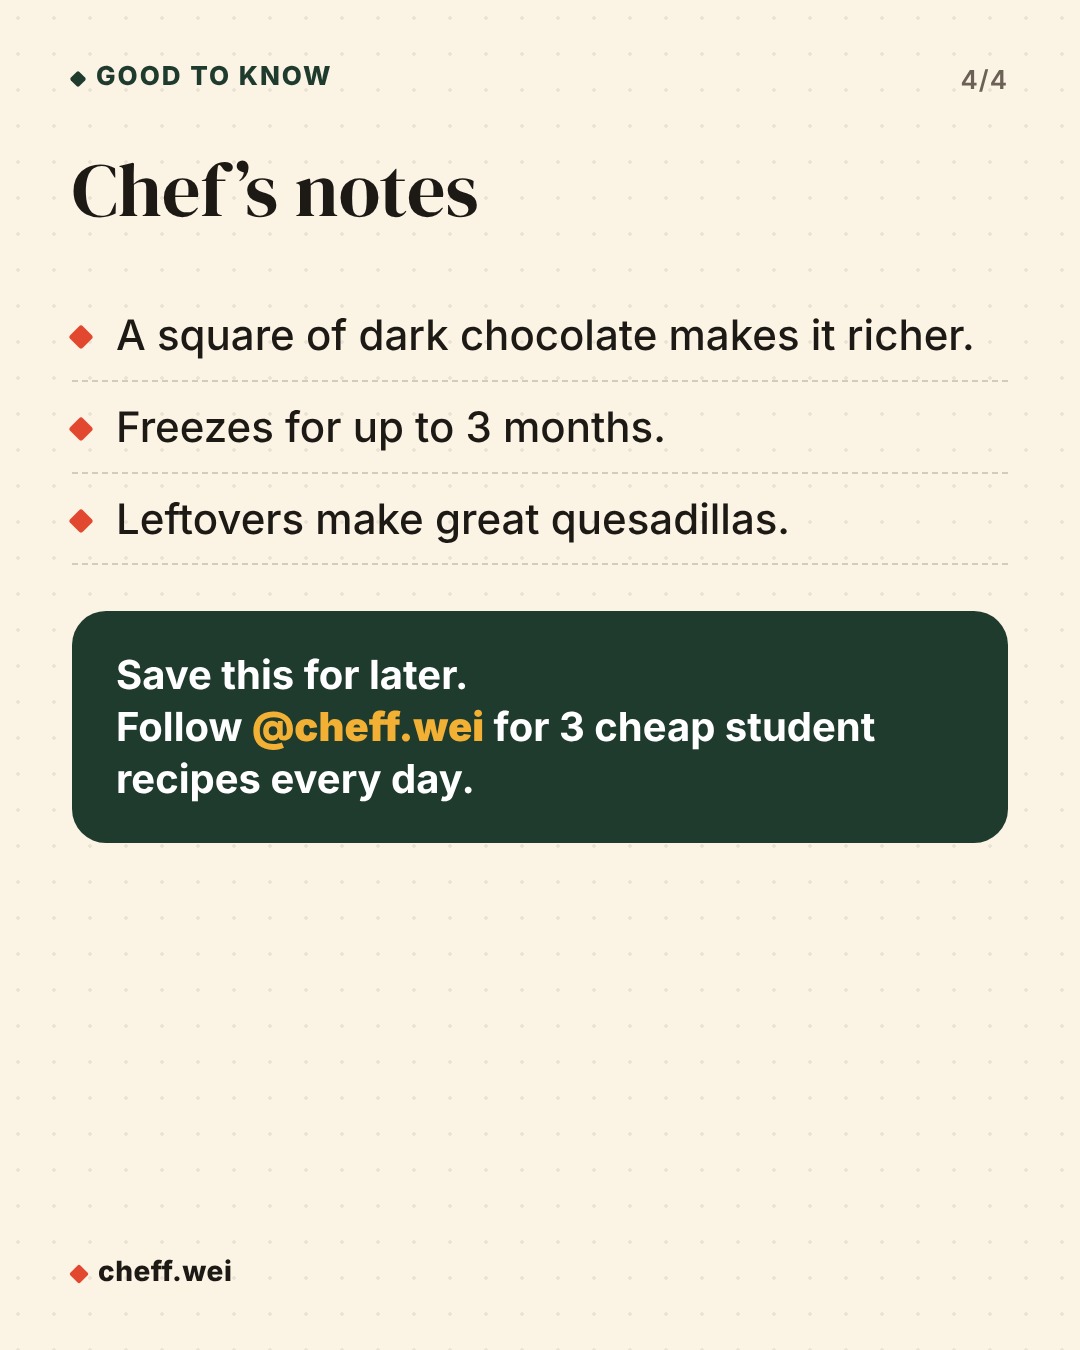 GOOD TO KNOW
4/4
Chef’s notes
A square of dark chocolate makes it richer.
Freezes for up to 3 months.
Leftovers make great quesadillas.
Save this for later.
Follow @cheff.wei for 3 cheap student
recipes every day.
cheff.wei